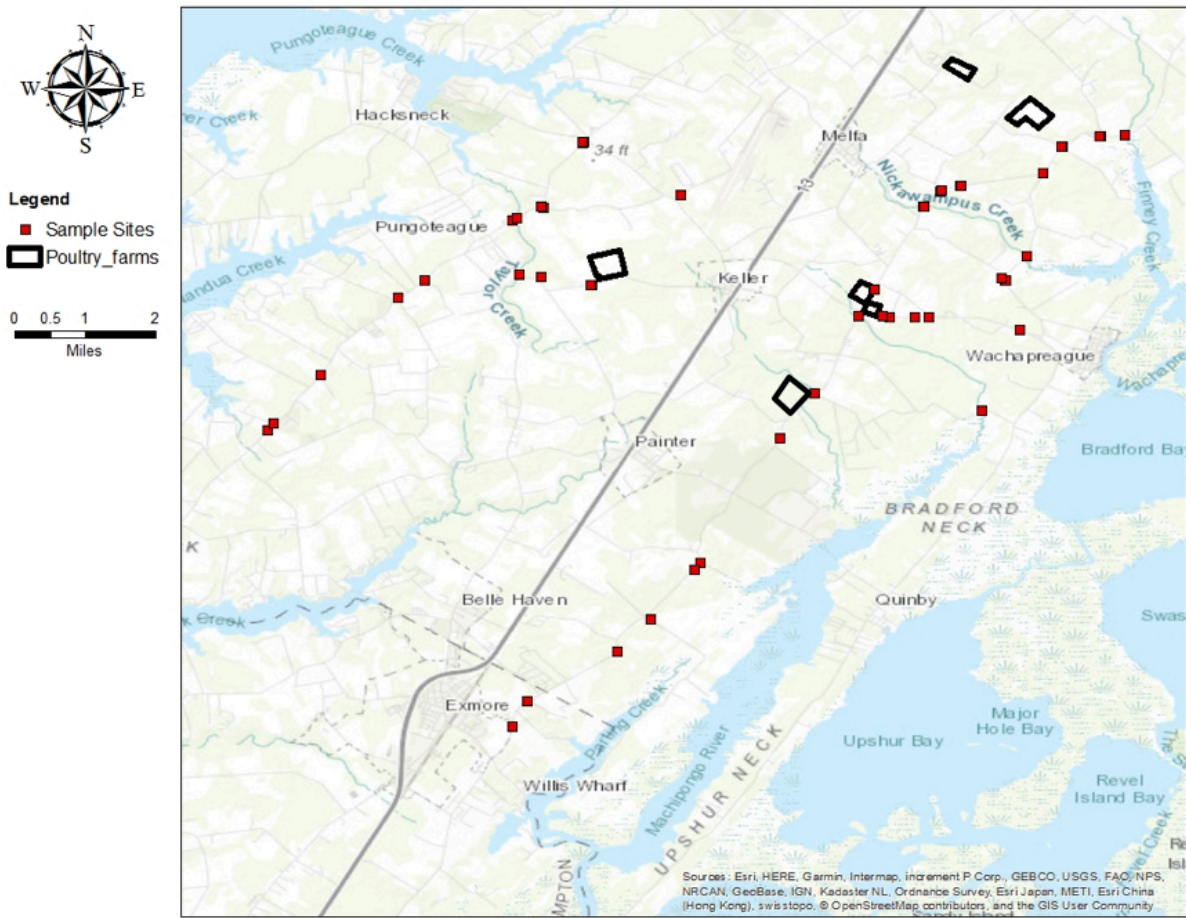 N
W
E
S
Legend
Sample Sites
Poultry_farms
0 0.5 1 2
Miles
Pungoteague Creek
Hacksneck
34 ft
Melfa
13
Nickawampus Creek
Finney Creek
Pungoteague
Taylor Creek
Keller
Wachapreague
Painter
Bradford Bay
BRADFORD
NECK
K
Belle Haven
Quinby
Creek
Exmore
Parting Creek
Machipongo River
UPSHUR NECK
Upshur Bay
Major
Hole Bay
Willis Wharf
Revel
Island Bay
Sources: Esri, HERE, Garmin, Intermap, increment P Corp., GEBCO, USGS, FAO, NPS,
NRCAN, GeoBase, IGN, Kadaster NL, Ordnance Survey, Esri Japan, METI, Esri China
(Hong Kong), swisstopo, © OpenStreetMap contributors, and the GIS User Community